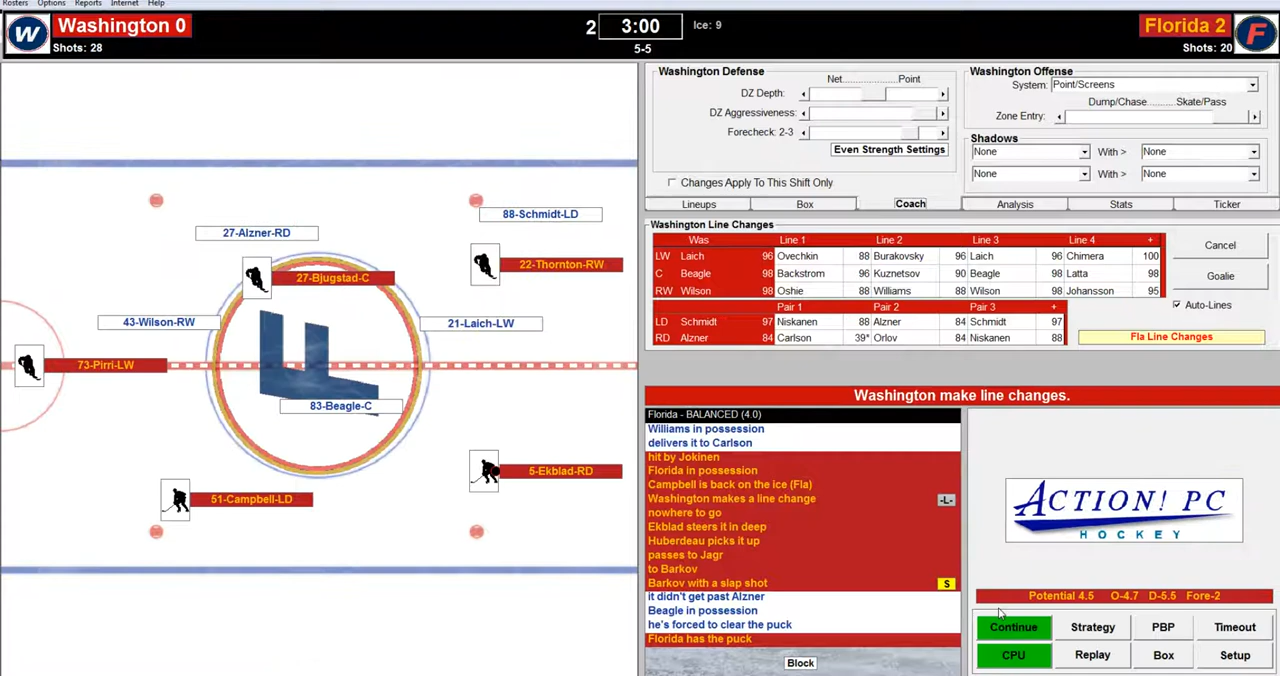 Rosters Options Reports Internet Help
W Washington 0 2 3:00 Ice: 9 Florida 2 F
Shots: 28 5-5 Shots: 20
88-Schmidt-LD
27-Alzner-RD
22-Thornton-RW
27-Bjugstad-C
43-Wilson-RW 21-Laich-LW
73-Pirri-LW
83-Beagle-C
5-Ekblad-RD
51-Campbell-LD
Washington Defense
Net...................Point
DZ Depth:
DZ Aggressiveness:
Forecheck: 2-3
Even Strength Settings
Changes Apply To This Shift Only
Washington Offense
System: Point/Screens
Dump/Chase..........Skate/Pass
Zone Entry:
Shadows
None With > None
None With > None
Lineups Box Coach Analysis Stats Ticker
Washington Line Changes
Was Line 1 Line 2 Line 3 Line 4 +
LW Laich 96 Ovechkin 88 Burakovsky 96 Laich 96 Chimera 100
C Beagle 98 Backstrom 96 Kuznetsov 90 Beagle 98 Latta 98
RW Wilson 98 Oshie 88 Williams 88 Wilson 98 Johansson 95
Pair 1 Pair 2 Pair 3 +
LD Schmidt 97 Niskanen 88 Alzner 84 Schmidt 97
RD Alzner 84 Carlson 39* Orlov 84 Niskanen 88
Cancel
Goalie
Auto-Lines
Fla Line Changes
Washington make line changes.
Florida - BALANCED (4.0)
Williams in possession
delivers it to Carlson
hit by Jokinen
Florida in possession
Campbell is back on the ice (Fla)
Washington makes a line change -L-
nowhere to go
Ekblad steers it in deep
Huberdeau picks it up
passes to Jagr
to Barkov
Barkov with a slap shot S
it didn't get past Alzner
Beagle in possession
he's forced to clear the puck
Florida has the puck
Block
ACTION! PC
HOCKEY
Potential 4.5 O-4.7 D-5.5 Fore-2
Continue Strategy PBP Timeout
CPU Replay Box Setup